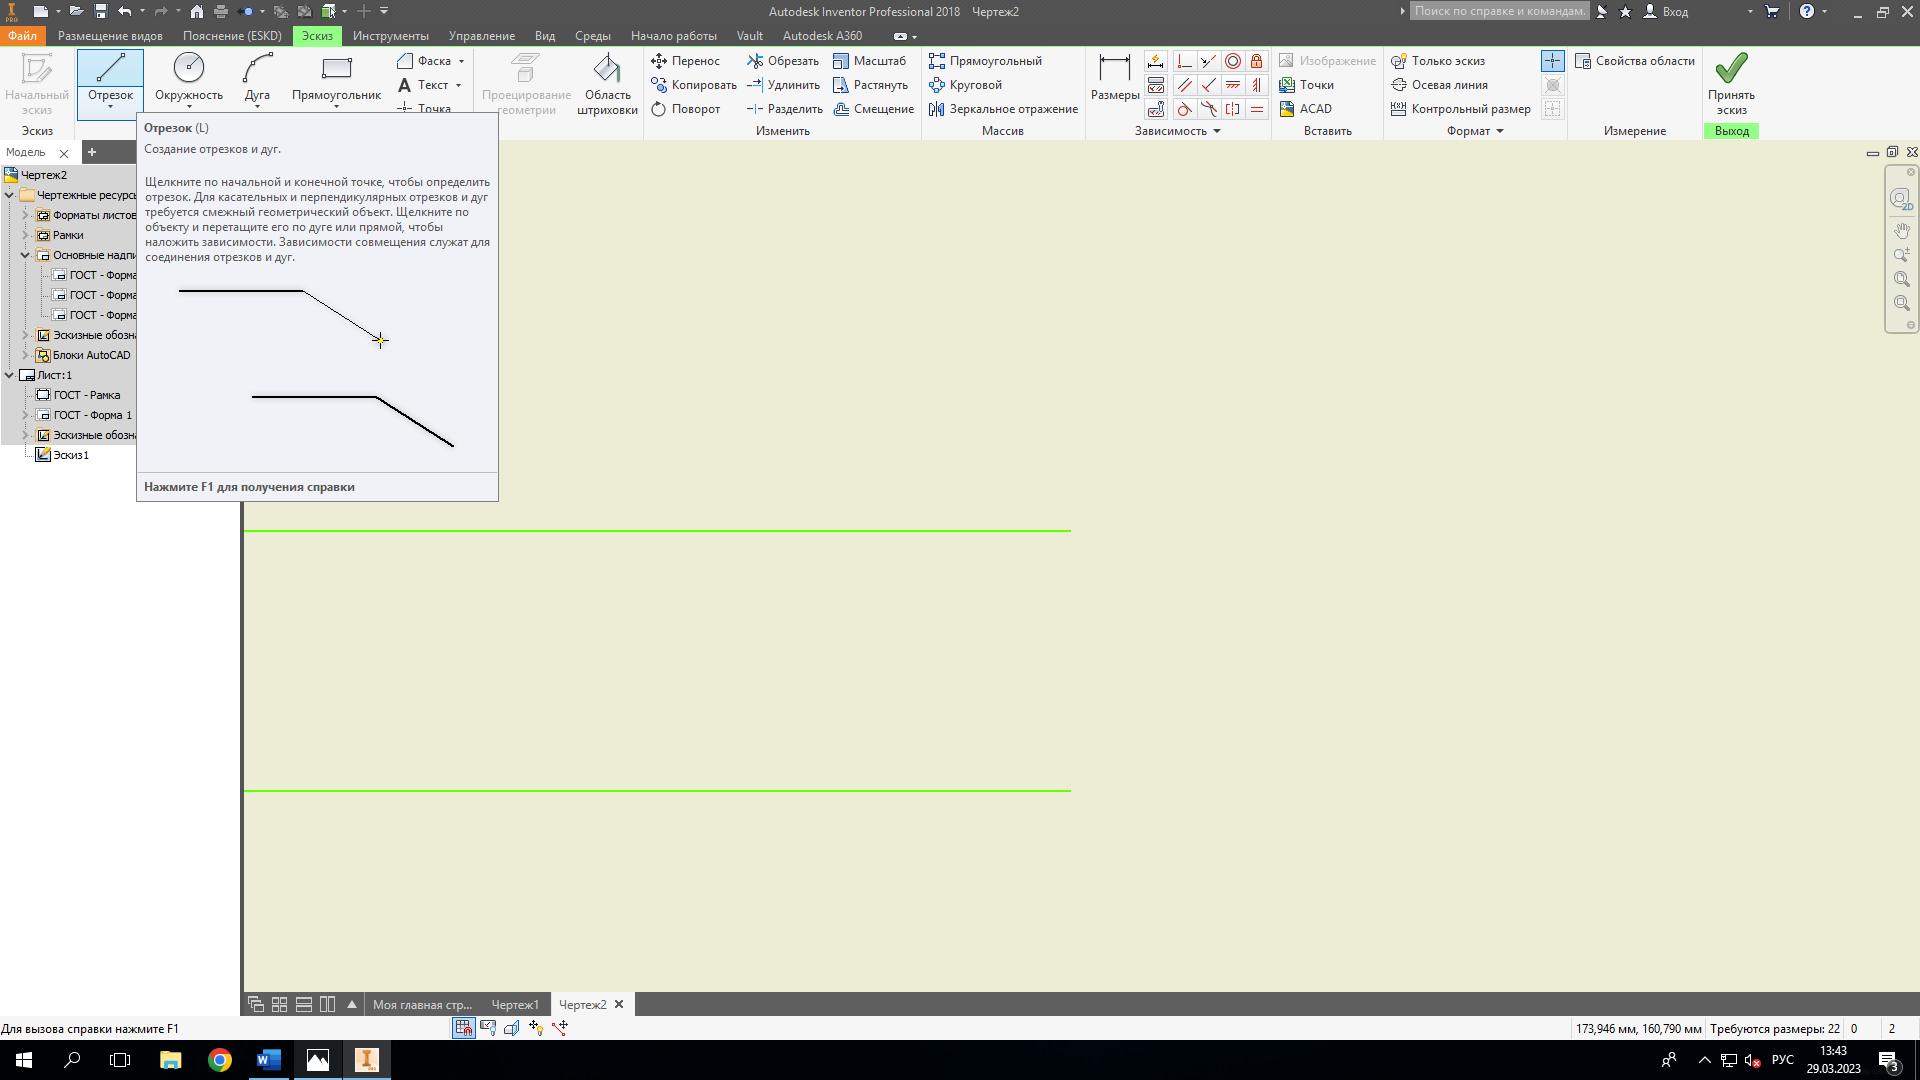 Autodesk Inventor Professional 2018 Чертеж2
Поиск по справке и командам.
Вход
Файл
Размещение видов
Пояснение (ESKD)
Эскиз
Инструменты
Управление
Вид
Среды
Начало работы
Vault
Autodesk A360
Начальный
эскиз
Эскиз
Отрезок
Окружность
Дуга
Прямоугольник
Фаска
Текст
Точка
Проецирование
геометрии
Область
штриховки
Перенос
Копировать
Поворот
Обрезать
Удлинить
Разделить
Масштаб
Растянуть
Смещение
Изменить
Прямоугольный
Круговой
Зеркальное отражение
Массив
Размеры
Зависимость
Изображение
Точки
ACAD
Вставить
Только эскиз
Осевая линия
Контрольный размер
Формат
Свойства области
Измерение
Принять
эскиз
Выход
Отрезок (L)
Создание отрезков и дуг.
Щелкните по начальной и конечной точке, чтобы определить
отрезок. Для касательных и перпендикулярных отрезков и дуг
требуется смежный геометрический объект. Щелкните по
объекту и перетащите его по дуге или прямой, чтобы
наложить зависимости. Зависимости совмещения служат для
соединения отрезков и дуг.
Нажмите F1 для получения справки
Модель
Чертеж2
Чертежные ресурсы
Форматы листов
Рамки
Основные надпи
ГОСТ - Форма
ГОСТ - Форма
ГОСТ - Форма
Эскизные обозна
Блоки AutoCAD
Лист:1
ГОСТ - Рамка
ГОСТ - Форма 1
Эскизные обозна
Эскиз1
2D
Моя главная стр...
Чертеж1
Чертеж2
Для вызова справки нажмите F1
173,946 мм, 160,790 мм
Требуются размеры: 22
0
2
РУС
13:43
29.03.2023
3